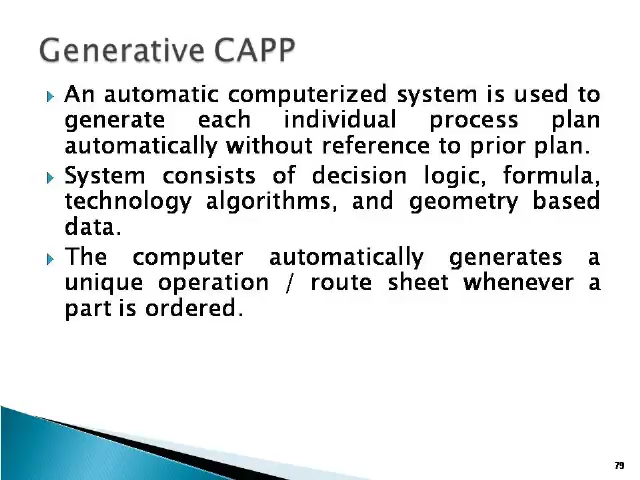 Generative CAPP
An automatic computerized system is used to
generate each individual process plan
automatically without reference to prior plan.
System consists of decision logic, formula,
technology algorithms, and geometry based
data.
The computer automatically generates a
unique operation / route sheet whenever a
part is ordered.
79